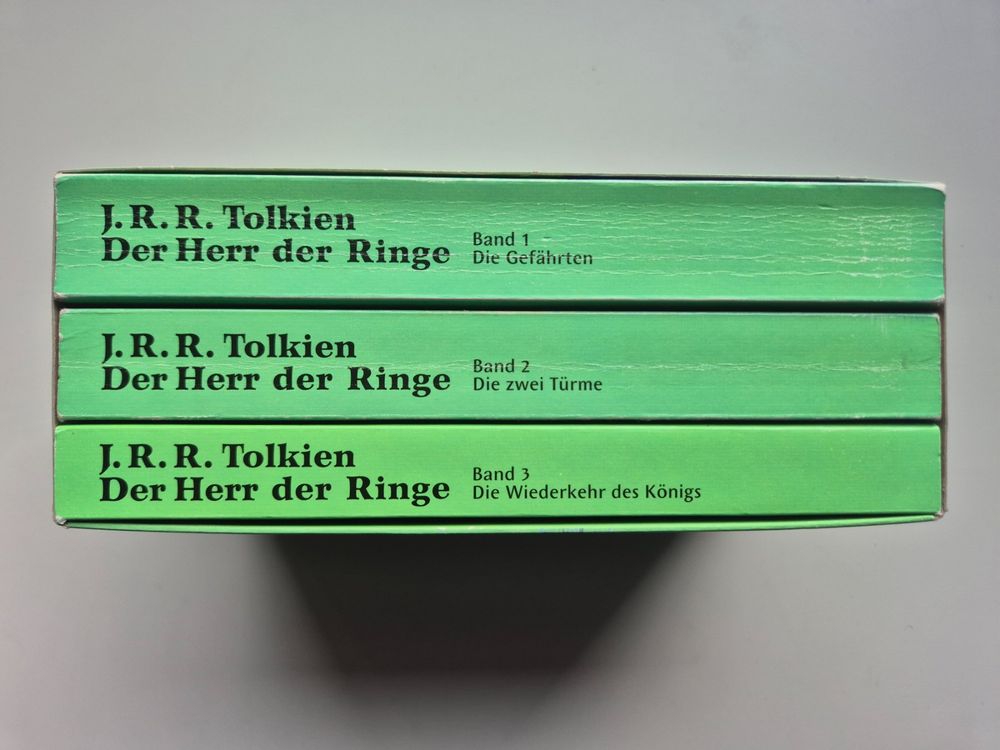 J. R. R. Tolkien
Der Herr der Ringe
Band 1
Die Gefährten
J. R. R. Tolkien
Der Herr der Ringe
Band 2
Die zwei Türme
J. R. R. Tolkien
Der Herr der Ringe
Band 3
Die Wiederkehr des Königs